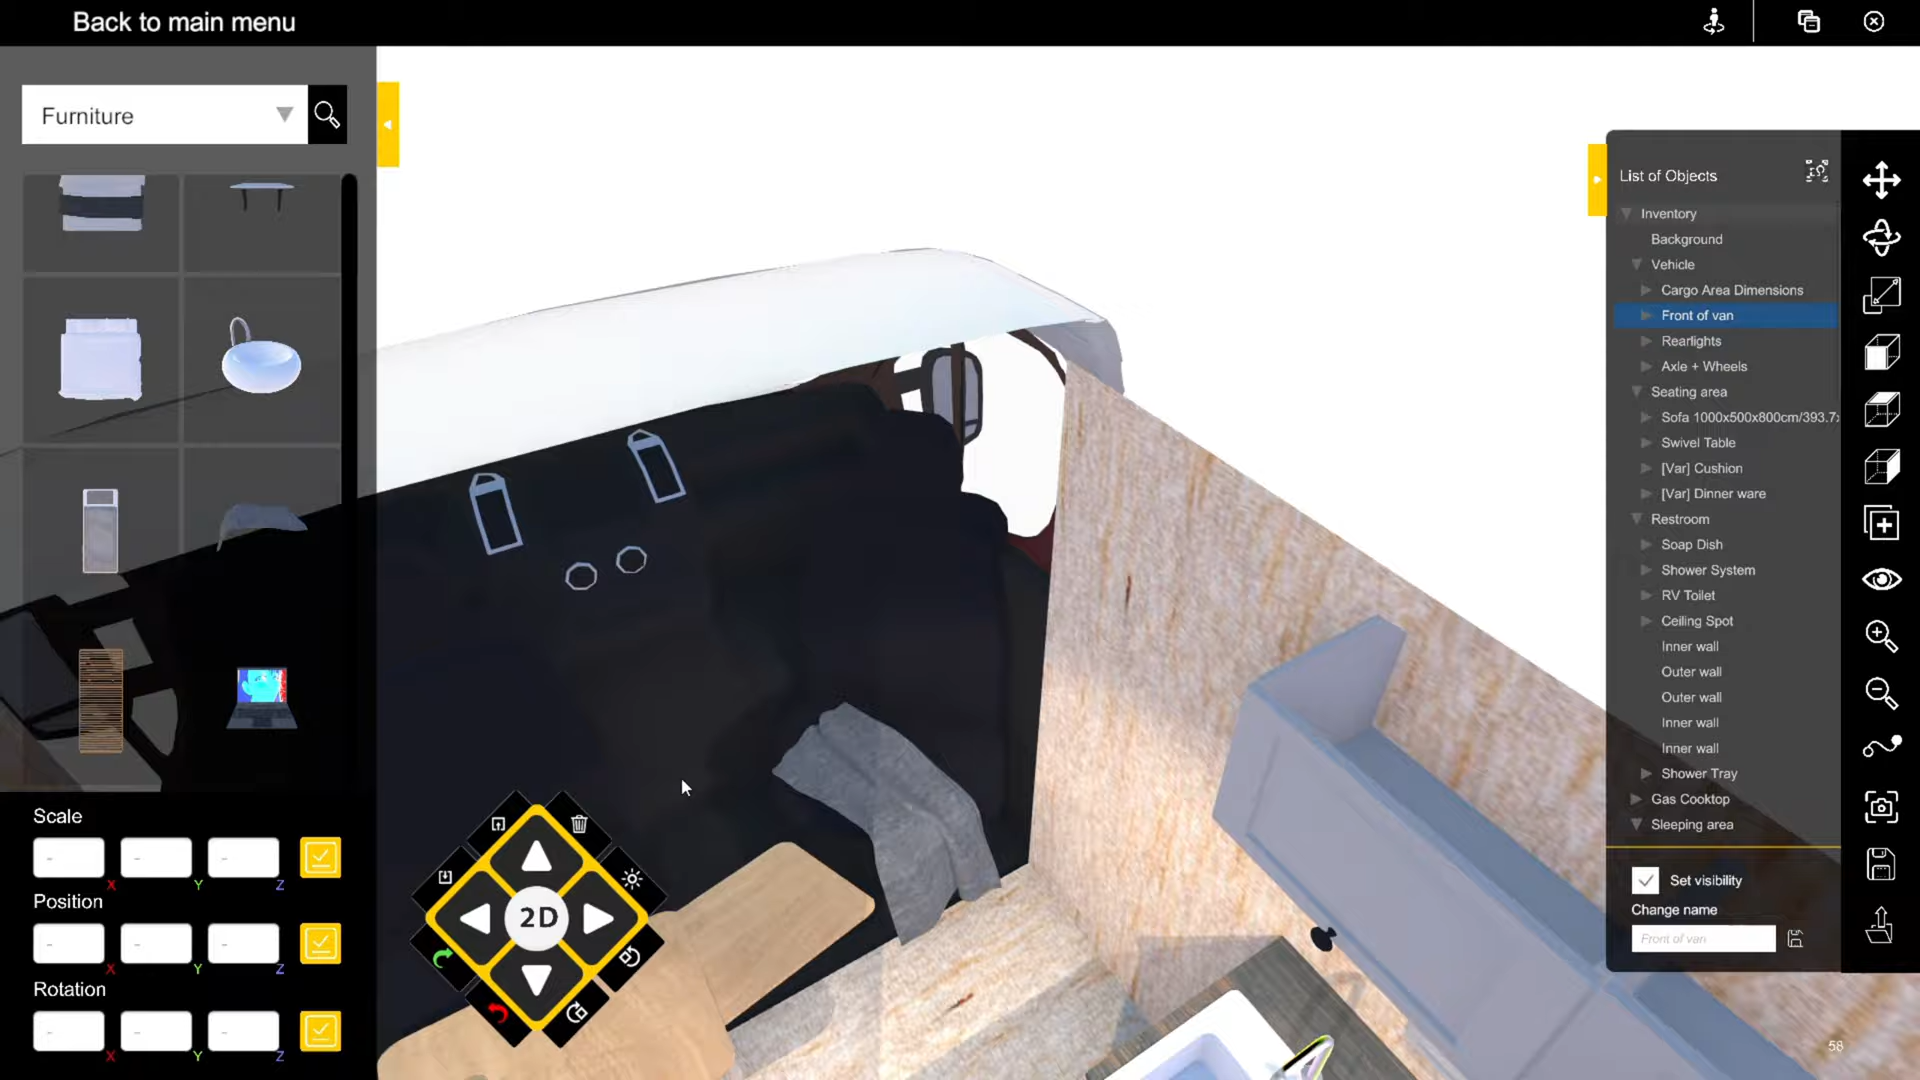 Back to main menu
Furniture
Scale
-
-
-
X
Y
Z
Position
-
-
-
X
Y
Z
Rotation
-
-
-
X
Y
Z
2D
List of Objects
Inventory
Background
Vehicle
Cargo Area Dimensions
Front of van
Rearlights
Axle + Wheels
Seating area
Sofa 1000x500x800cm/393.7
Swivel Table
[Var] Cushion
[Var] Dinner ware
Restroom
Soap Dish
Shower System
RV Toilet
Ceiling Spot
Inner wall
Outer wall
Outer wall
Inner wall
Inner wall
Shower Tray
Gas Cooktop
Sleeping area
Set visibility
Change name
Front of van
58